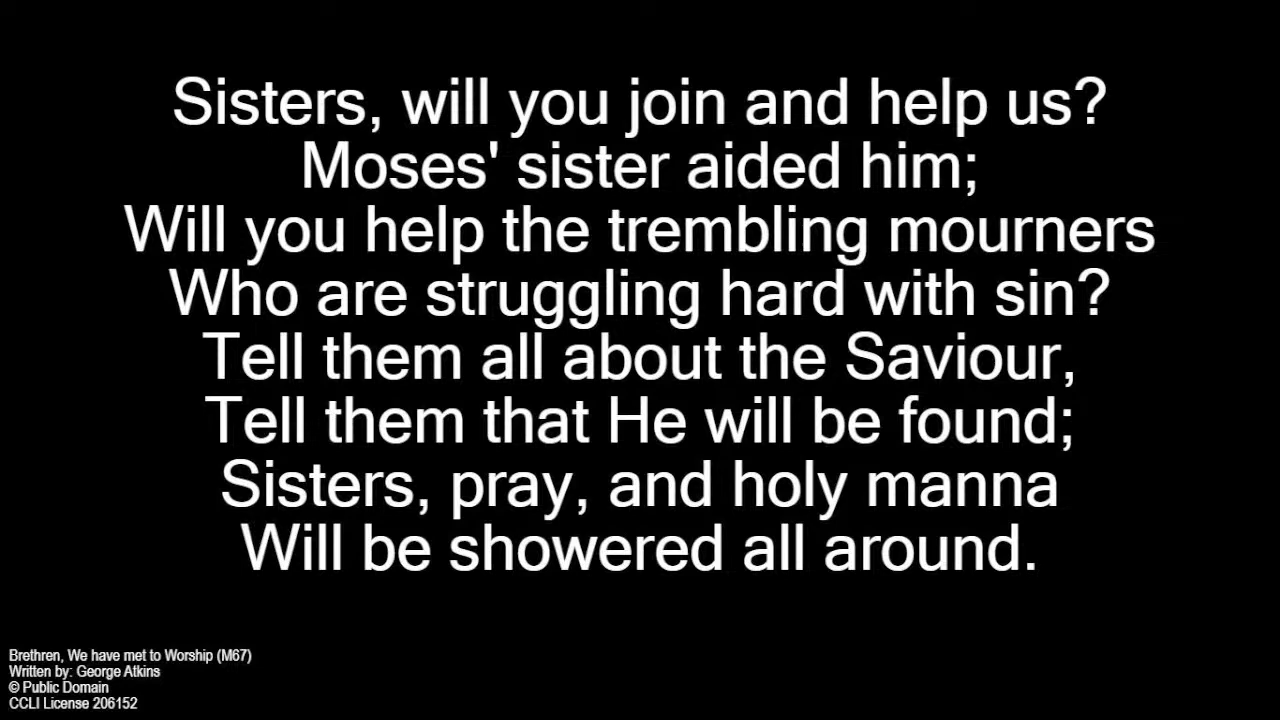 Sisters, will you join and help us?
Moses' sister aided him;
Will you help the trembling mourners
Who are struggling hard with sin?
Tell them all about the Saviour,
Tell them that He will be found;
Sisters, pray, and holy manna
Will be showered all around.
Brethren, We have met to Worship (M67)
Written by: George Atkins
© Public Domain
CCLI License 206152